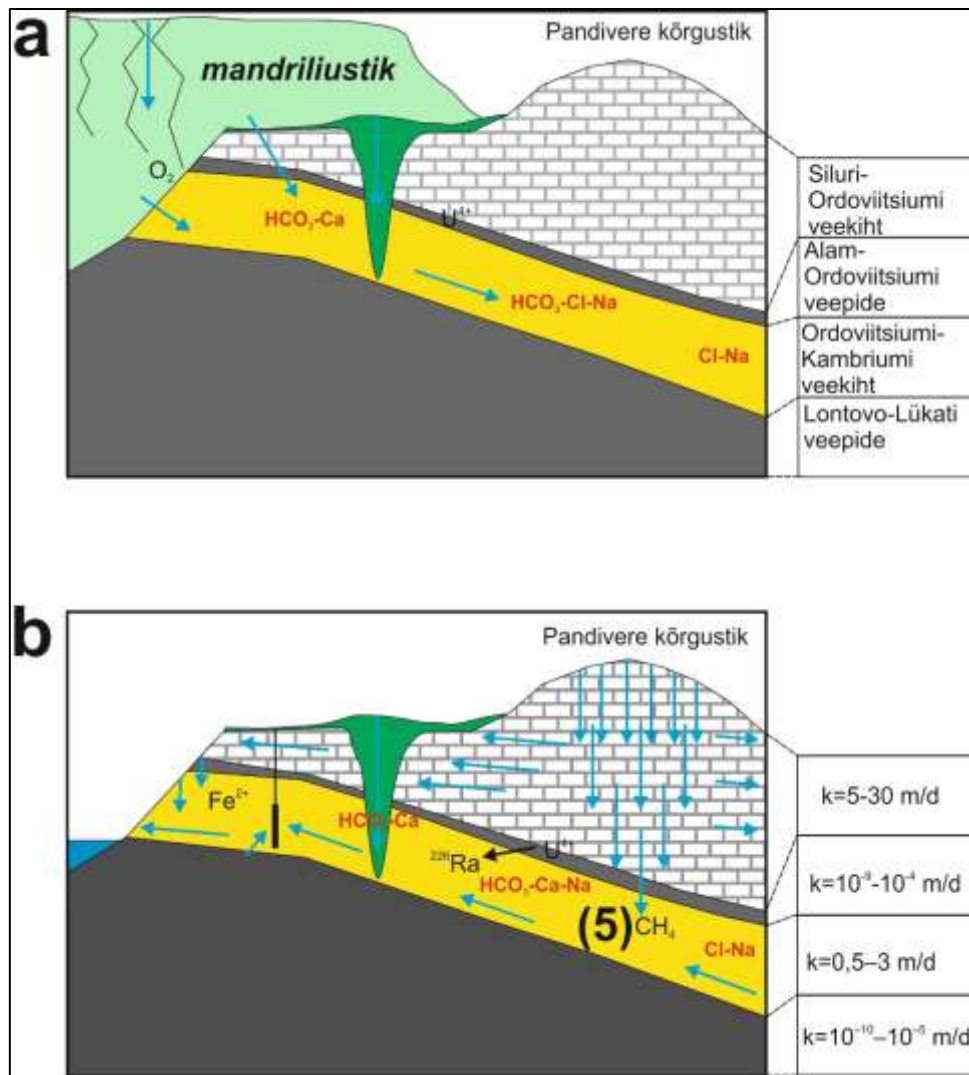 a
Pandivere kõrgustik
mandriliustik
O₂
HCO₃-Ca
U⁴⁺
HCO₃-Cl-Na
Cl-Na
Siluri-
Ordoviitsiumi
veekiht
Alam-
Ordoviitsiumi
veepide
Ordoviitsiumi-
Kambriumi
veekiht
Lontovo-Lükati
veepide
b
Pandivere kõrgustik
Fe²⁺
HCO₃-Ca
²²⁶Ra
U⁴⁺
HCO₃-Ca-Na
(5)
CH₄
Cl-Na
k=5-30 m/d
k=10⁻⁹-10⁻⁴ m/d
k=0,5–3 m/d
k=10⁻¹⁰–10⁻⁵ m/d